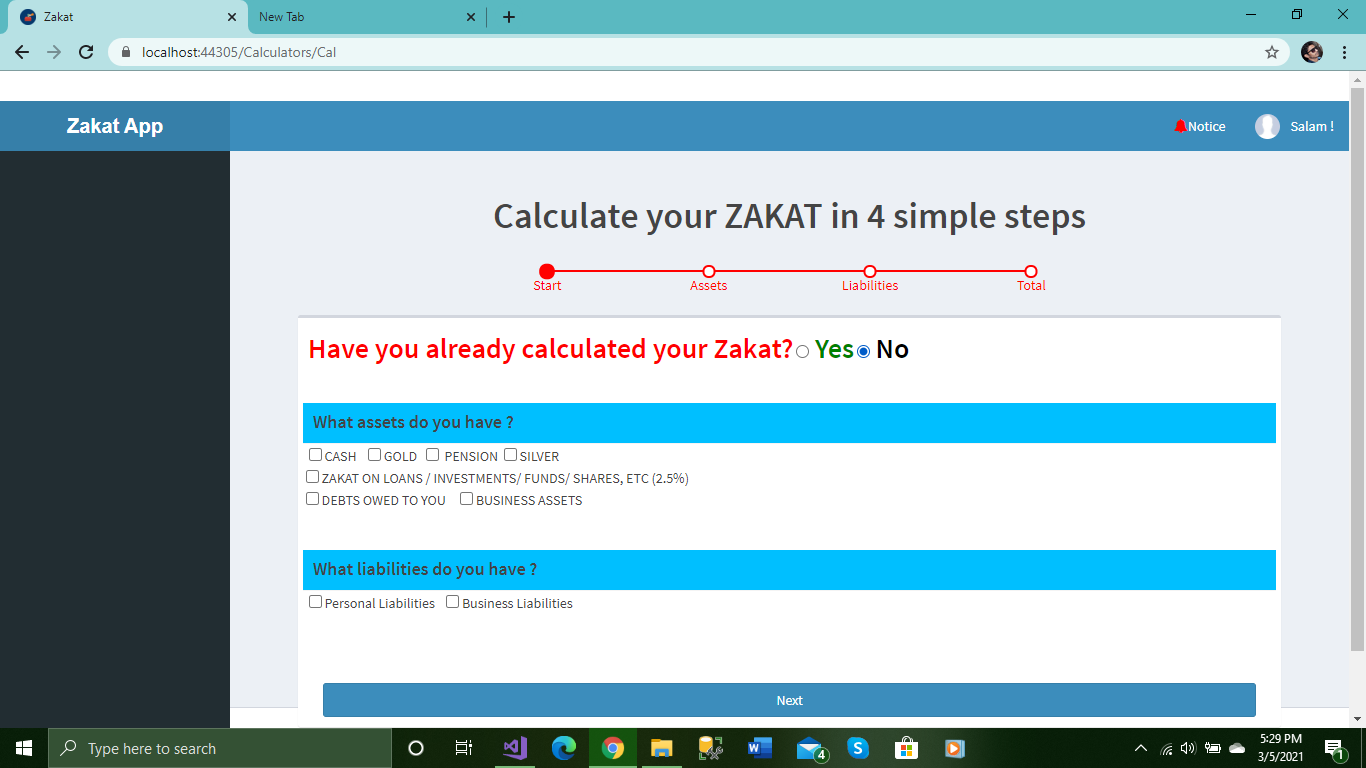 Zakat
New Tab
localhost:44305/Calculators/Cal
Zakat App
Notice
Salam !
Calculate your ZAKAT in 4 simple steps
Start Assets Liabilities Total
Have you already calculated your Zakat? Yes No
What assets do you have ?
CASH GOLD PENSION SILVER
ZAKAT ON LOANS / INVESTMENTS/ FUNDS/ SHARES, ETC (2.5%)
DEBTS OWED TO YOU BUSINESS ASSETS
What liabilities do you have ?
Personal Liabilities Business Liabilities
Next
Type here to search
4
5:29 PM
3/5/2021
1